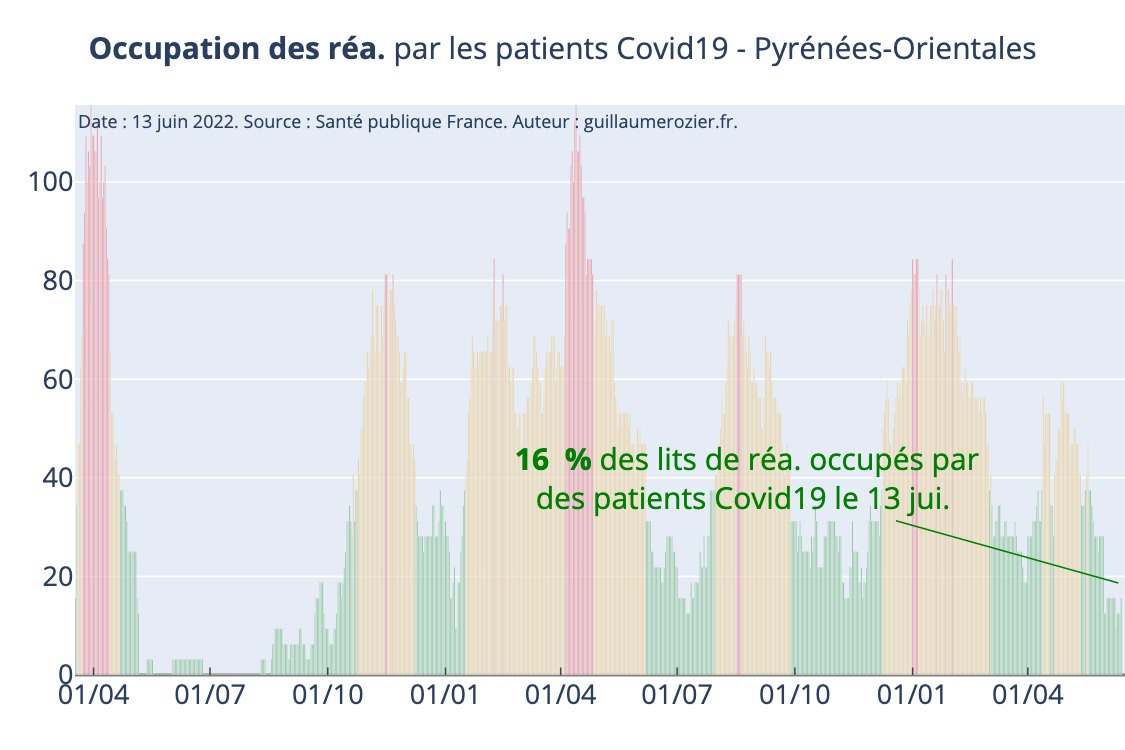 Occupation des réa. par les patients Covid19 - Pyrénées-Orientales
Date : 13 juin 2022. Source : Santé publique France. Auteur : guillaumerozier.fr.
100
80
60
40
20
0
16  % des lits de réa. occupés par
des patients Covid19 le 13 jui.
01/04 01/07 01/10 01/01 01/04 01/07 01/10 01/01 01/04